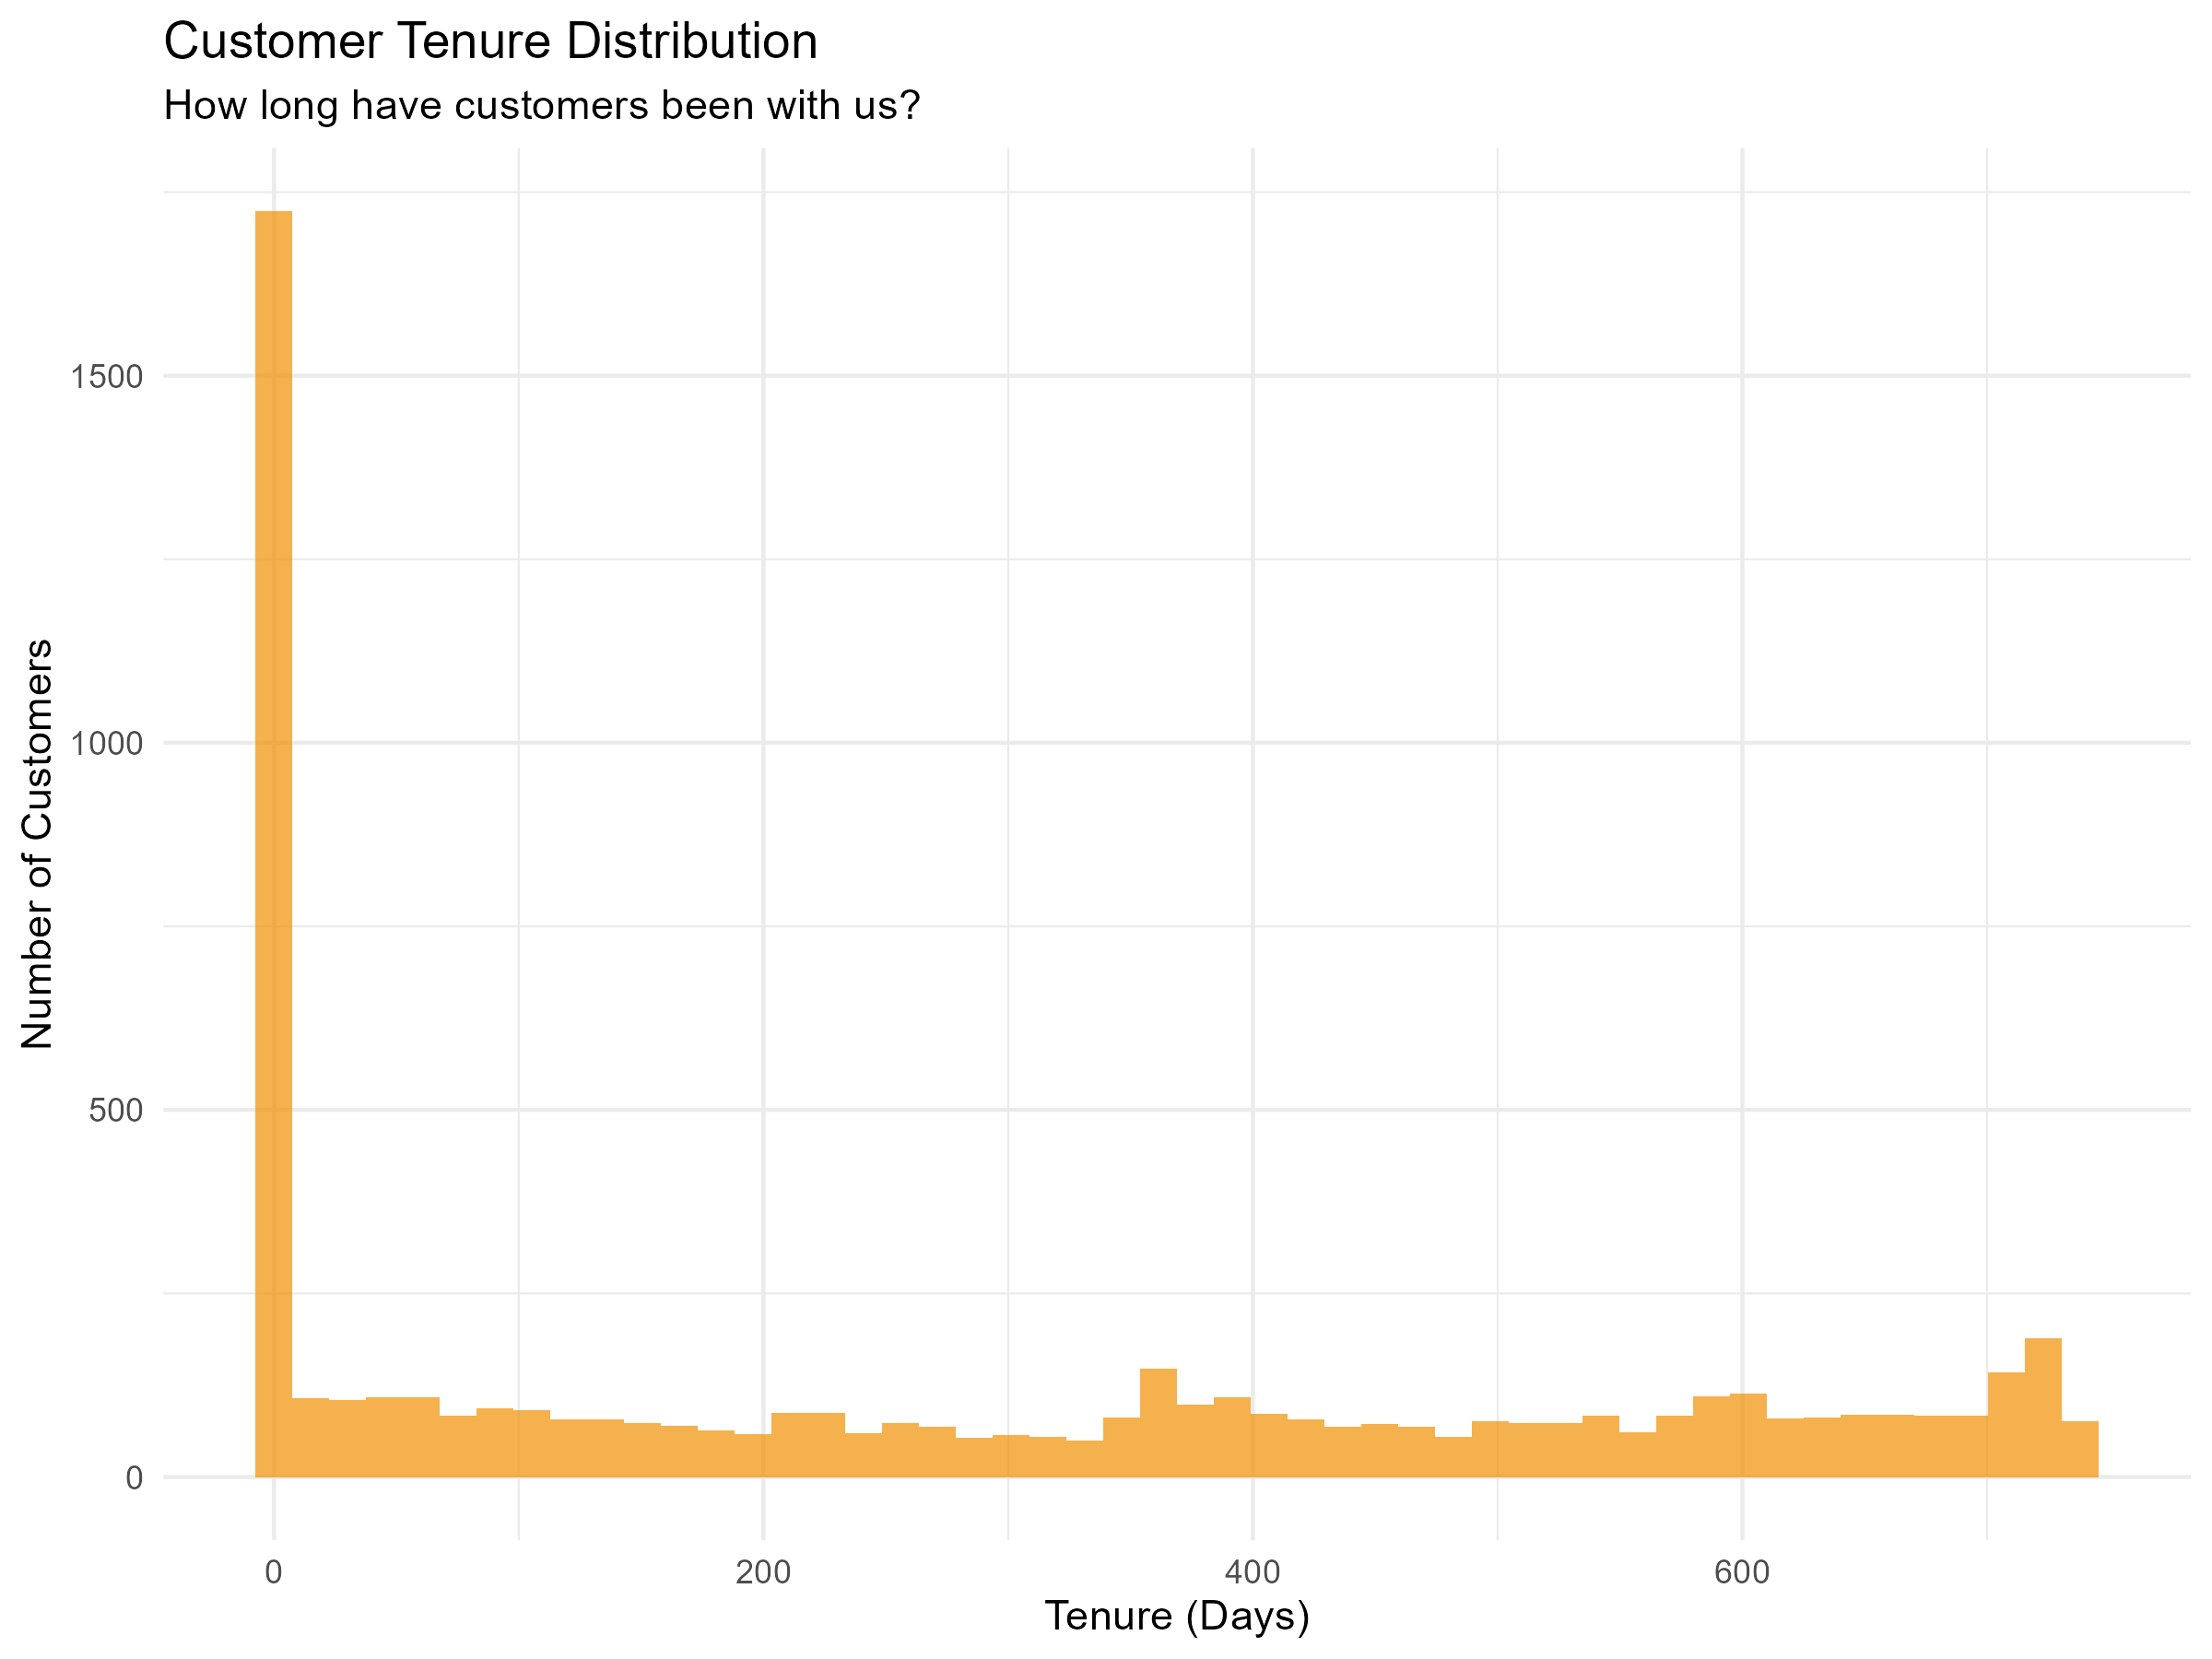 Customer Tenure Distribution
How long have customers been with us?
Number of Customers
1500
1000
500
0
0 200 400 600
Tenure (Days)